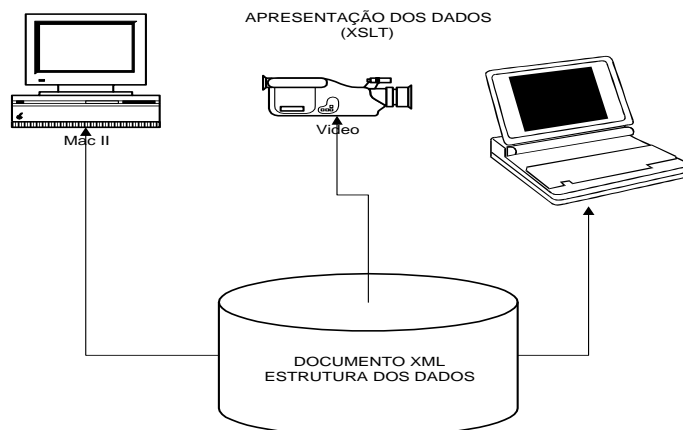 APRESENTAÇÃO DOS DADOS
(XSLT)
Mac II
Video
DOCUMENTO XML
ESTRUTURA DOS DADOS